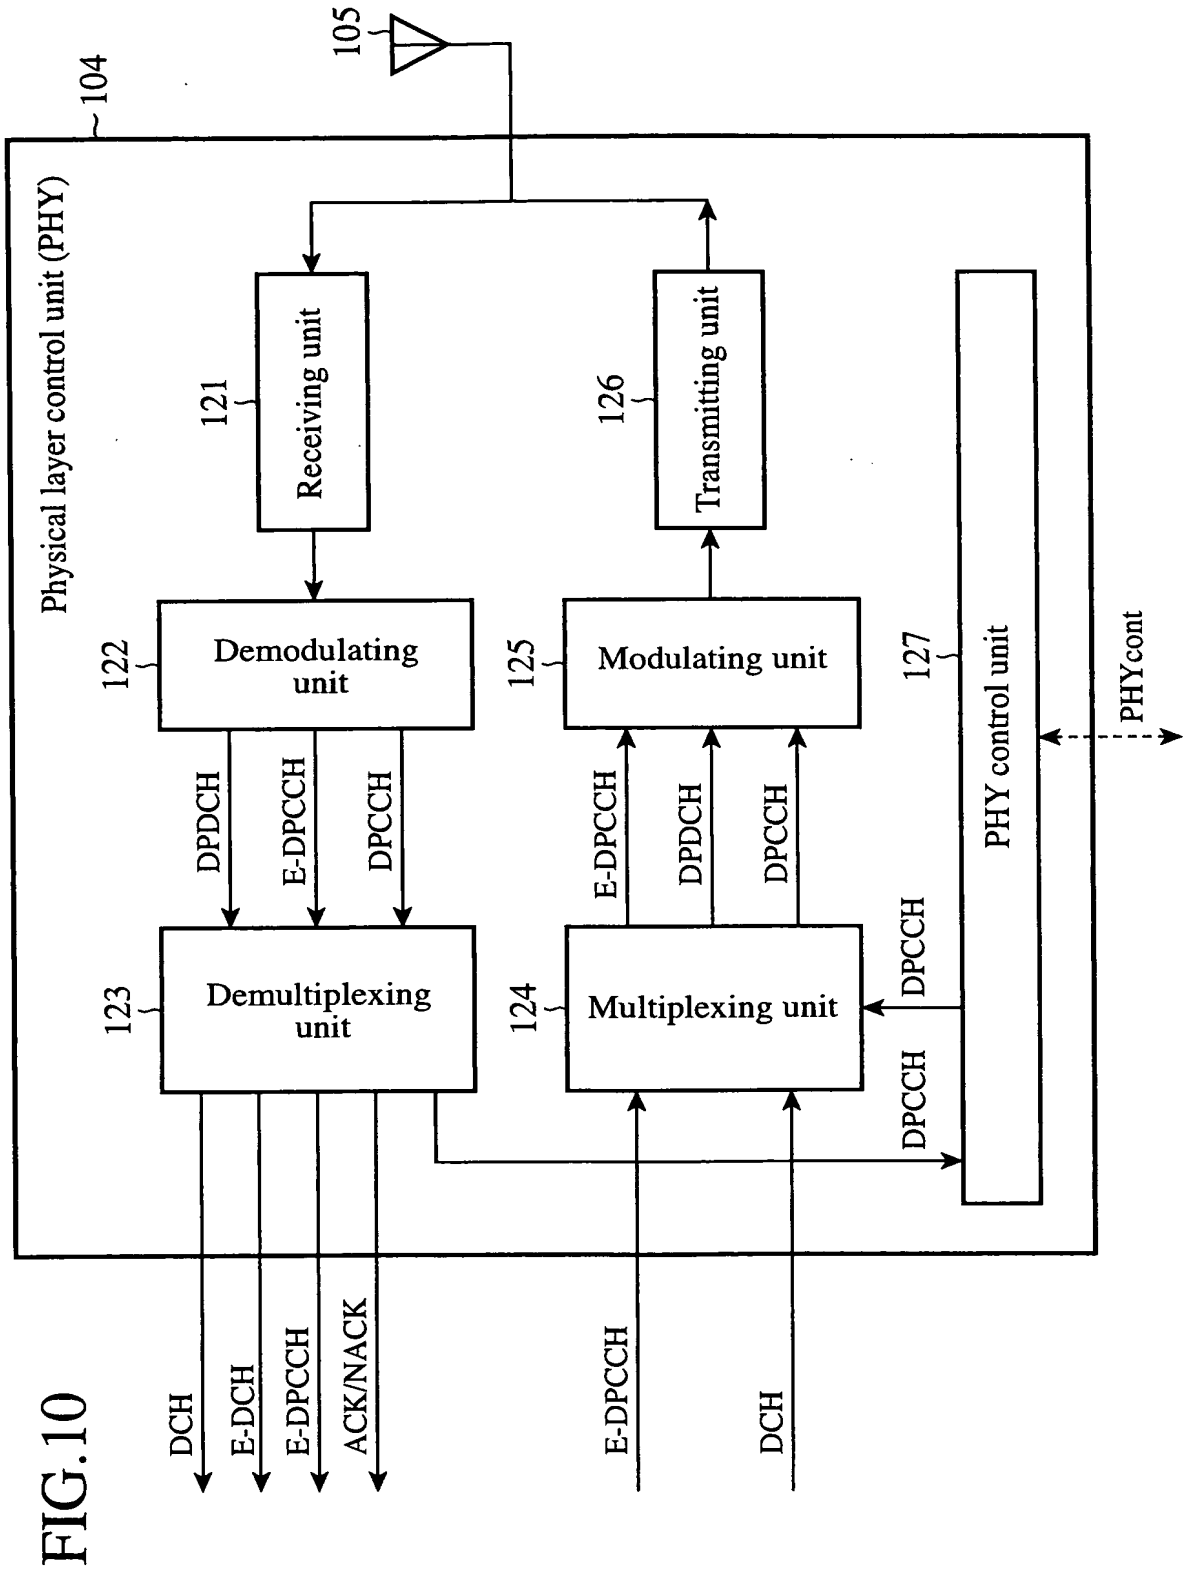 FIG.10
Physical layer control unit (PHY)
104
105
DCH
E-DCH
E-DPCCH
ACK/NACK
123
Demultiplexing
unit
DPDCH
E-DPCCH
DPCCH
122
Demodulating
unit
121
Receiving unit
E-DPCCH
DCH
124
Multiplexing unit
E-DPCCH
DPDCH
DPCCH
125
Modulating unit
126
Transmitting unit
DPCCH
DPCCH
127
PHY control unit
PHYcont